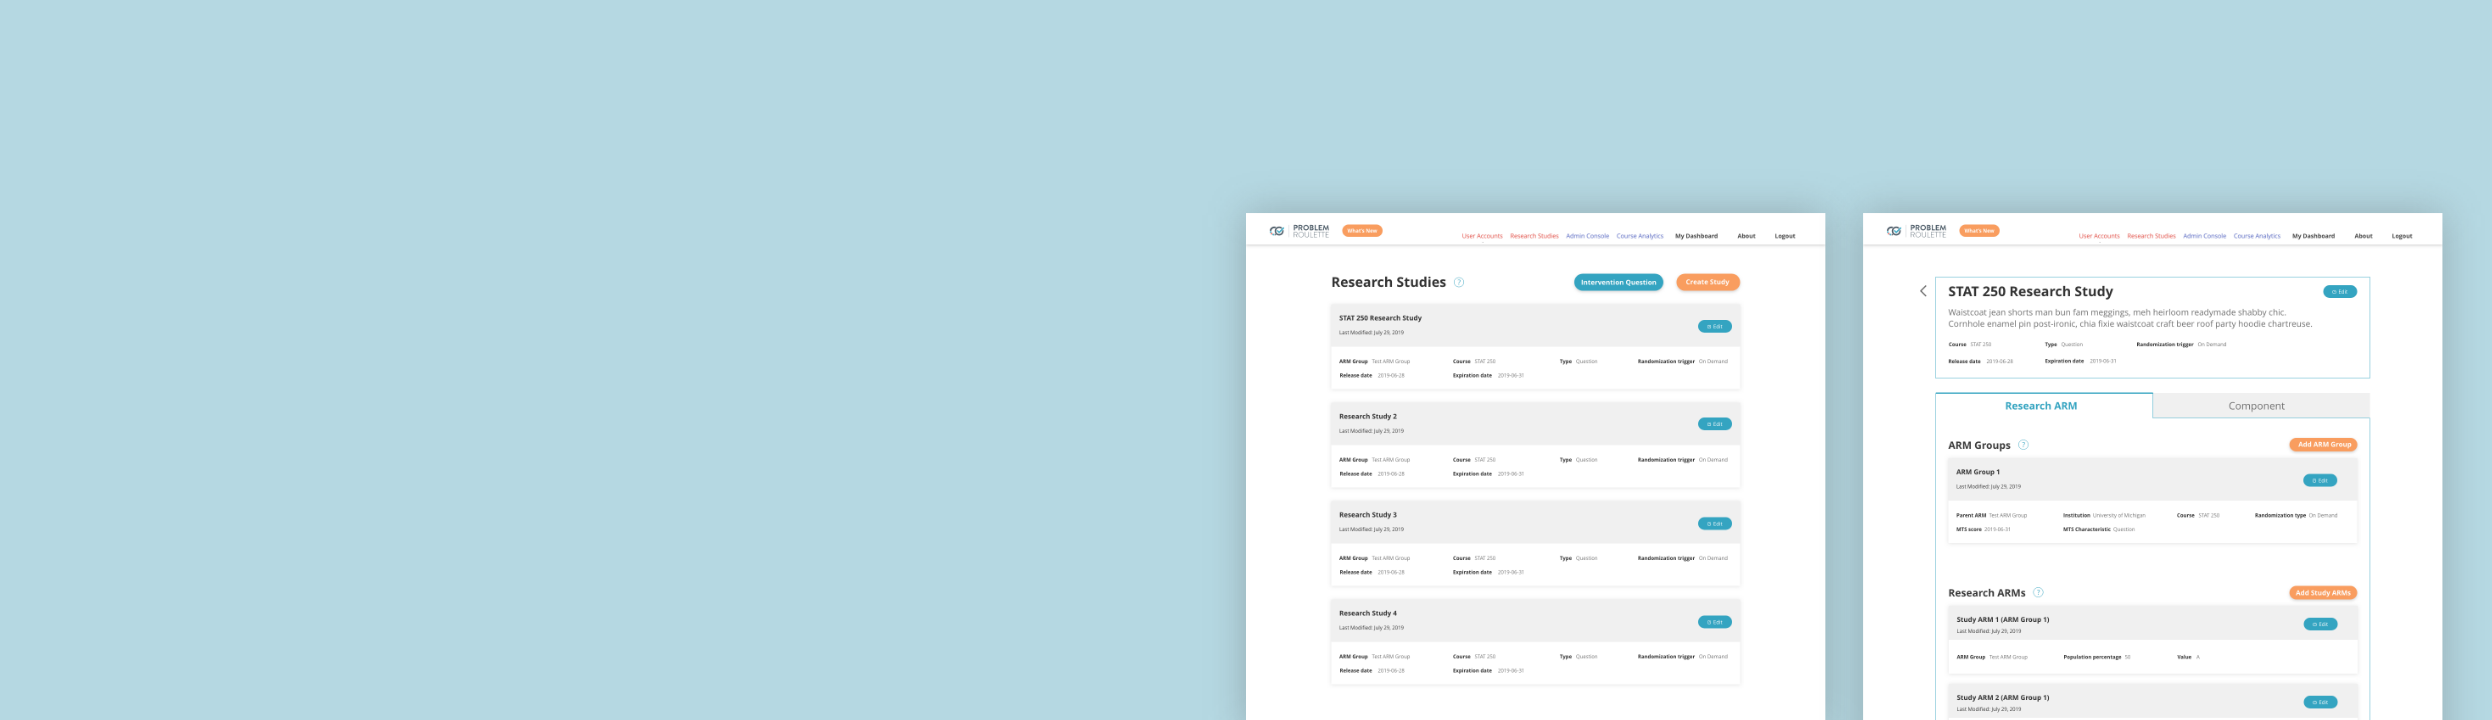 PROBLEM
ROULETTE
What's New
User Accounts Research Studies Admin Console Course Analytics My Dashboard About Logout
Research Studies ?
Intervention Question
Create Study
STAT 250 Research Study
Last Modified: July 29, 2019
Edit
ARM Group Test ARM Group Course STAT 250 Type Question Randomization trigger On Demand
Release date 2019-06-28 Expiration date 2019-06-31
Research Study 2
Last Modified: July 29, 2019
Edit
ARM Group Test ARM Group Course STAT 250 Type Question Randomization trigger On Demand
Release date 2019-06-28 Expiration date 2019-06-31
Research Study 3
Last Modified: July 29, 2019
Edit
ARM Group Test ARM Group Course STAT 250 Type Question Randomization trigger On Demand
Release date 2019-06-28 Expiration date 2019-06-31
Research Study 4
Last Modified: July 29, 2019
Edit
ARM Group Test ARM Group Course STAT 250 Type Question Randomization trigger On Demand
Release date 2019-06-28 Expiration date 2019-06-31
PROBLEM
ROULETTE
What's New
User Accounts Research Studies Admin Console Course Analytics My Dashboard About Logout
STAT 250 Research Study
Edit
Waistcoat jean shorts man bun fam meggings, meh heirloom readymade shabby chic.
Cornhole enamel pin post-ironic, chia fixie waistcoat craft beer roof party hoodie chartreuse.
Course STAT 250 Type Question Randomization trigger On Demand
Release date 2019-06-28 Expiration date 2019-06-31
Research ARM
Component
ARM Groups ?
Add ARM Group
ARM Group 1
Last Modified: July 29, 2019
Edit
Parent ARM Test ARM Group Institution University of Michigan Course STAT 250 Randomization type On Demand
MTS score 2019-06-31 MTS Characteristic Question
Research ARMs ?
Add Study ARMs
Study ARM 1 (ARM Group 1)
Last Modified: July 29, 2019
Edit
ARM Group Test ARM Group Population percentage 50 Value A
Study ARM 2 (ARM Group 1)
Last Modified: July 29, 2019
Edit